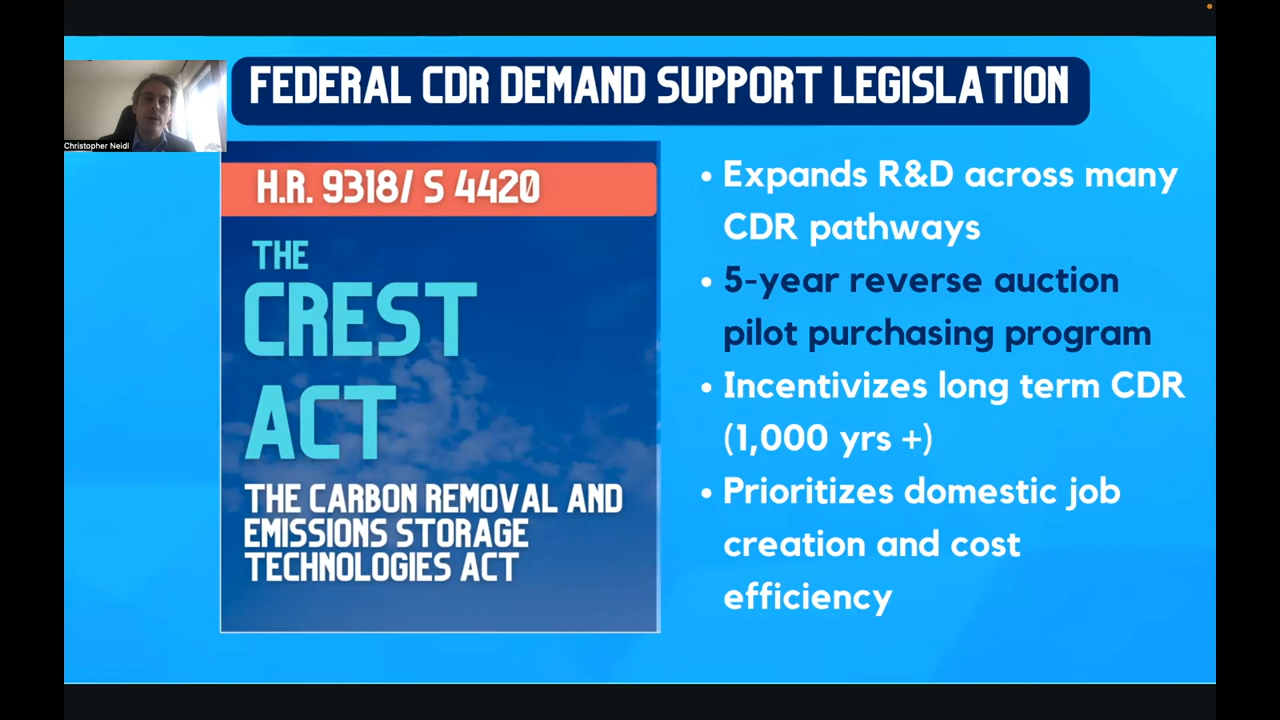 FEDERAL CDR DEMAND SUPPORT LEGISLATION
Christopher Neidl
H.R. 9318/ S 4420
THE
CREST
ACT
THE CARBON REMOVAL AND
EMISSIONS STORAGE
TECHNOLOGIES ACT
• Expands R&D across many
CDR pathways
• 5-year reverse auction
pilot purchasing program
• Incentivizes long term CDR
(1,000 yrs +)
• Prioritizes domestic job
creation and cost
efficiency